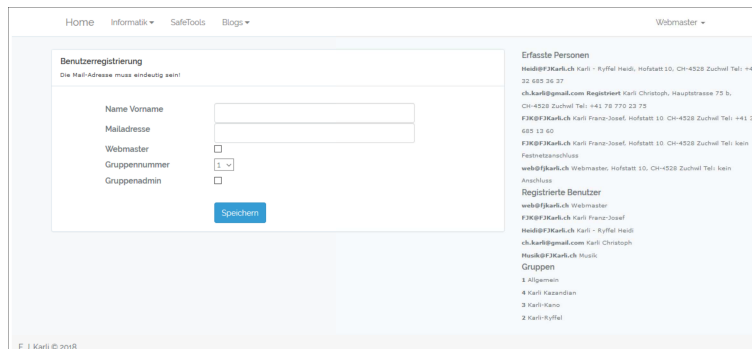 Home Informatik SafeTools Blogs Webmaster
Benutzerregistrierung
Die Mail-Adresse muss eindeutig sein!
Name Vorname
Mailadresse
Webmaster
Gruppennummer 1
Gruppenadmin
Speichern
Erfasste Personen
Heidi@FJKarli.ch Karli - Ryffel Heidi, Hofstatt 10, CH-4528 Zuchwil Tel: +4
32 685 36 37
ch.karli@gmail.com Registriert Karli Christoph, Hauptstrasse 75 b,
CH-4528 Zuchwil Tel: +41 78 770 23 75
FJK@FJKarli.ch Karli Franz-Josef, Hofstatt 10 CH-4528 Zuchwil Tel: +41 3
685 13 60
FJK@FJKarli.ch Karli Franz-Josef, Hofstatt 10 CH-4528 Zuchwil Tel: kein
Festnetzanschluss
web@fjkarli.ch Webmaster, Hofstatt 10, CH-4528 Zuchwil Tel: kein
Anschluss
Registrierte Benutzer
web@fjkarli.ch Webmaster
FJK@FJKarli.ch Karli Franz-Josef
Heidi@FJKarli.ch Karli - Ryffel Heidi
ch.karli@gmail.com Karli Christoph
Musik@FJKarli.ch Musik
Gruppen
1 Allgemein
4 Karli Kazandian
3 Karli-Kano
2 Karli-Ryffel
F. J. Karli © 2018